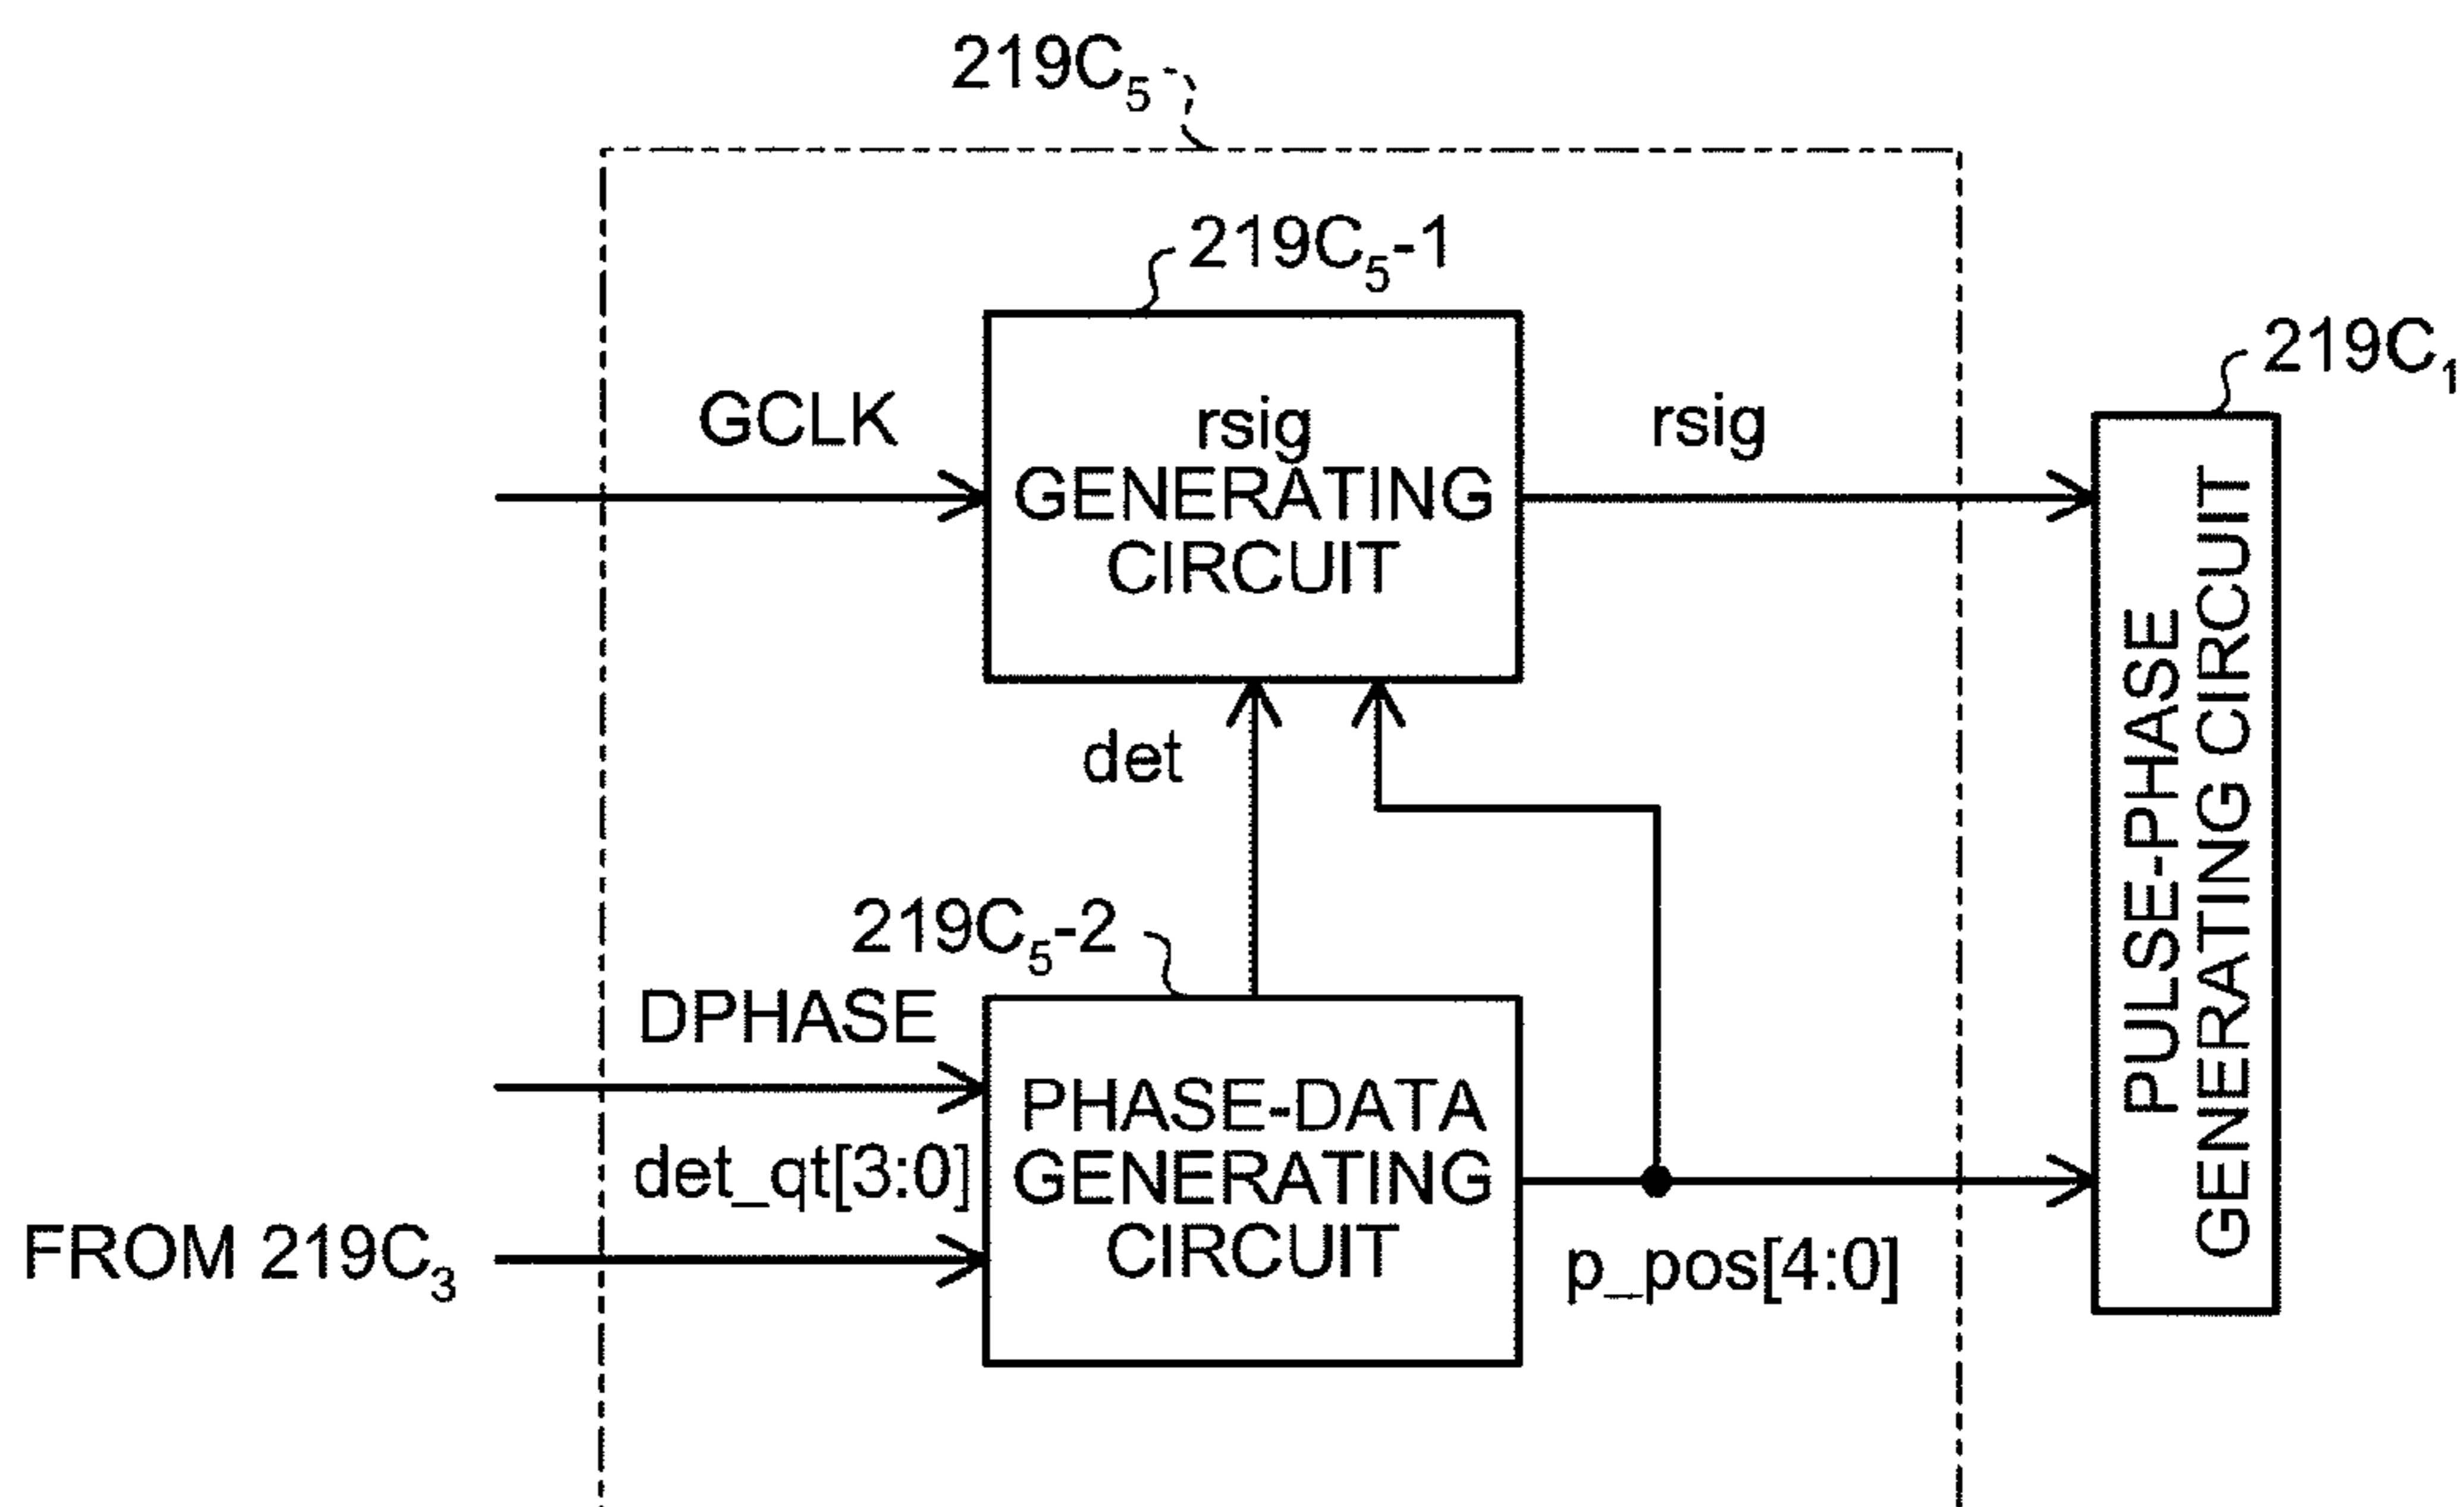 219C₅
219C₅-1
219C₁
GCLK
rsig
GENERATING
CIRCUIT
rsig
PULSE-PHASE
GENERATING CIRCUIT
det
219C₅-2
DPHASE
det_qt[3:0]
FROM 219C₃
PHASE-DATA
GENERATING
CIRCUIT
p_pos[4:0]